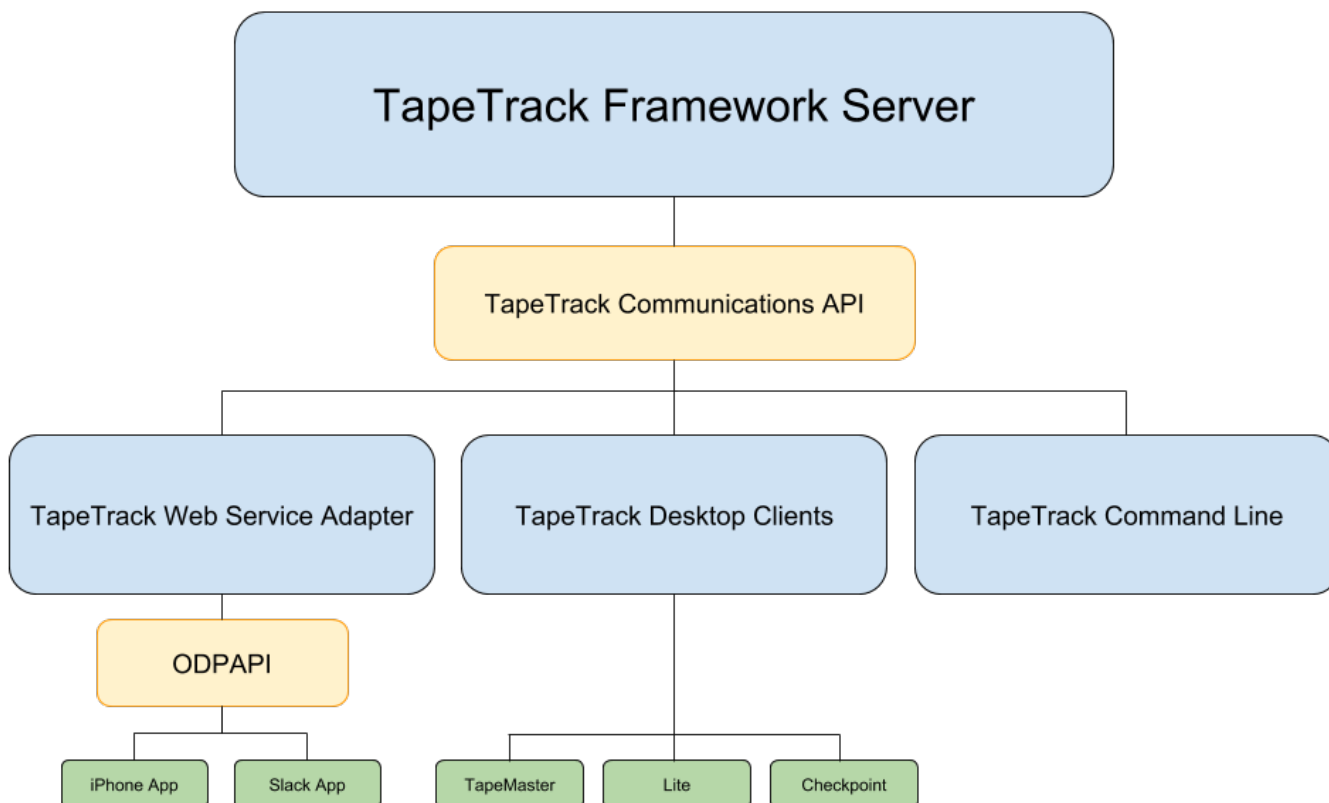 TapeTrack Framework Server
TapeTrack Communications API
TapeTrack Web Service Adapter
TapeTrack Desktop Clients
TapeTrack Command Line
ODPAPI
iPhone App
Slack App
TapeMaster
Lite
Checkpoint